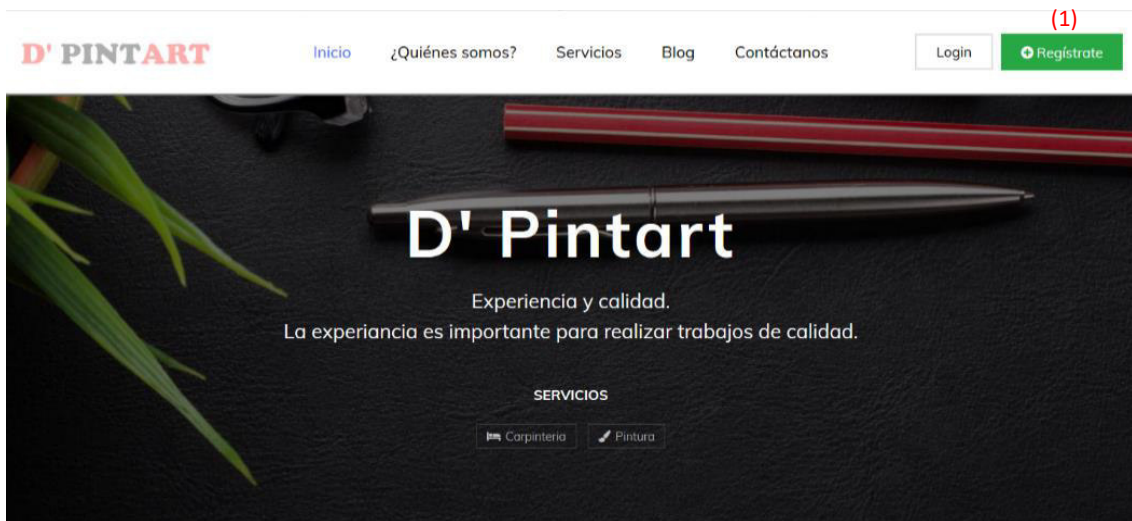 (1)
D' PINTART
Inicio ¿Quiénes somos? Servicios Blog Contáctanos Login Regístrate
D' Pintart
Experiencia y calidad.
La experiancia es importante para realizar trabajos de calidad.
SERVICIOS
Carpinteria Pintura